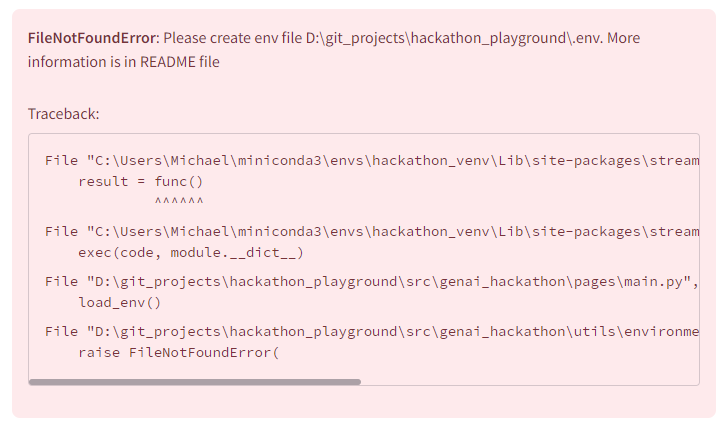 FileNotFoundError: Please create env file D:\git_projects\hackathon_playground\.env. More
information is in README file
Traceback:
File "C:\Users\Michael\miniconda3\envs\hackathon_venv\Lib\site-packages\stream
result = func()
^^^^^^
File "C:\Users\Michael\miniconda3\envs\hackathon_venv\Lib\site-packages\stream
exec(code, module.__dict__)
File "D:\git_projects\hackathon_playground\src\genai_hackathon\pages\main.py",
load_env()
File "D:\git_projects\hackathon_playground\src\genai_hackathon\utils\environme
raise FileNotFoundError(